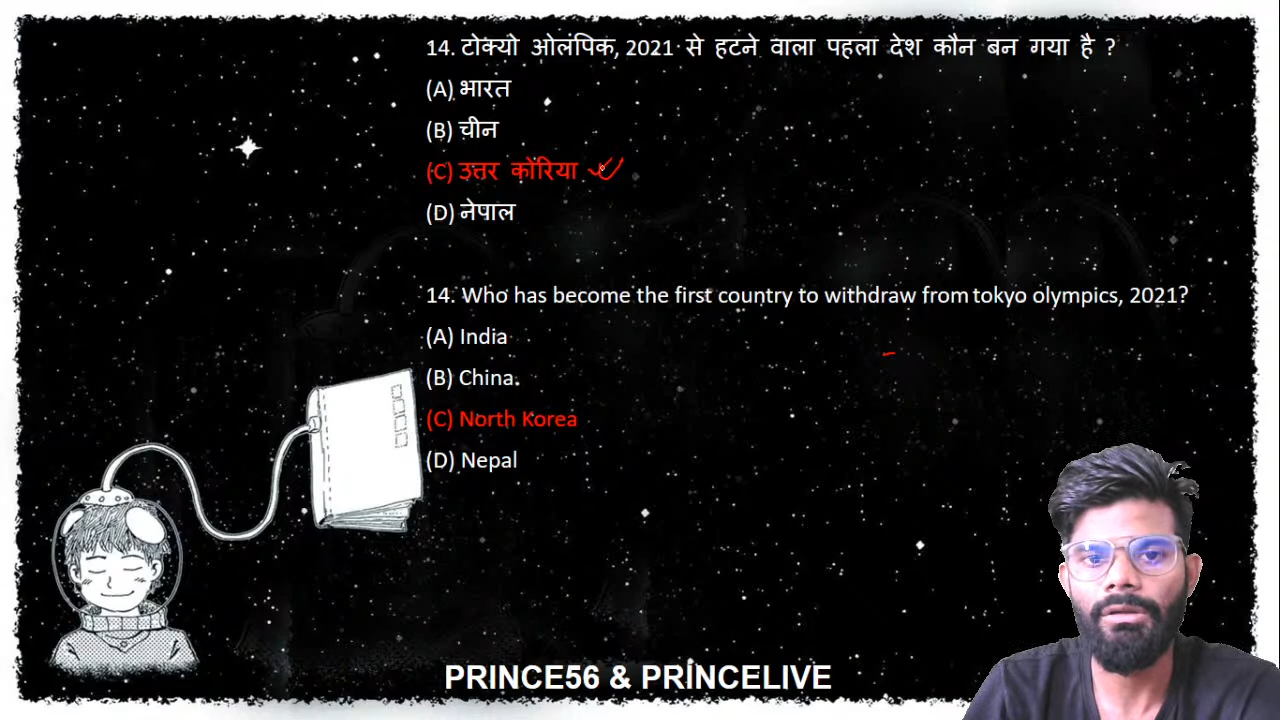 14. टोक्यो ओलंपिक, 2021 से हटने वाला पहला देश कौन बन गया है ?
(A) भारत
(B) चीन
(C) उत्तर कोरिया
(D) नेपाल
14. Who has become the first country to withdraw from tokyo olympics, 2021?
(A) India
(B) China.
(C) North Korea
(D) Nepal
PRINCE56 & PRINCELIVE